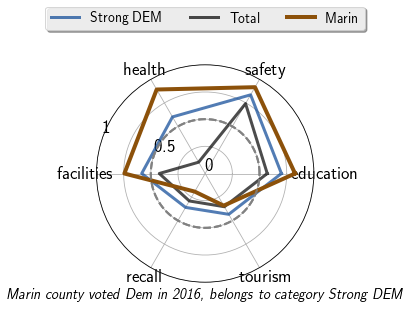 Strong DEM Total Marin
health safety
1
0.5
0
facilities education
recall tourism
Marin county voted Dem in 2016, belongs to category Strong DEM